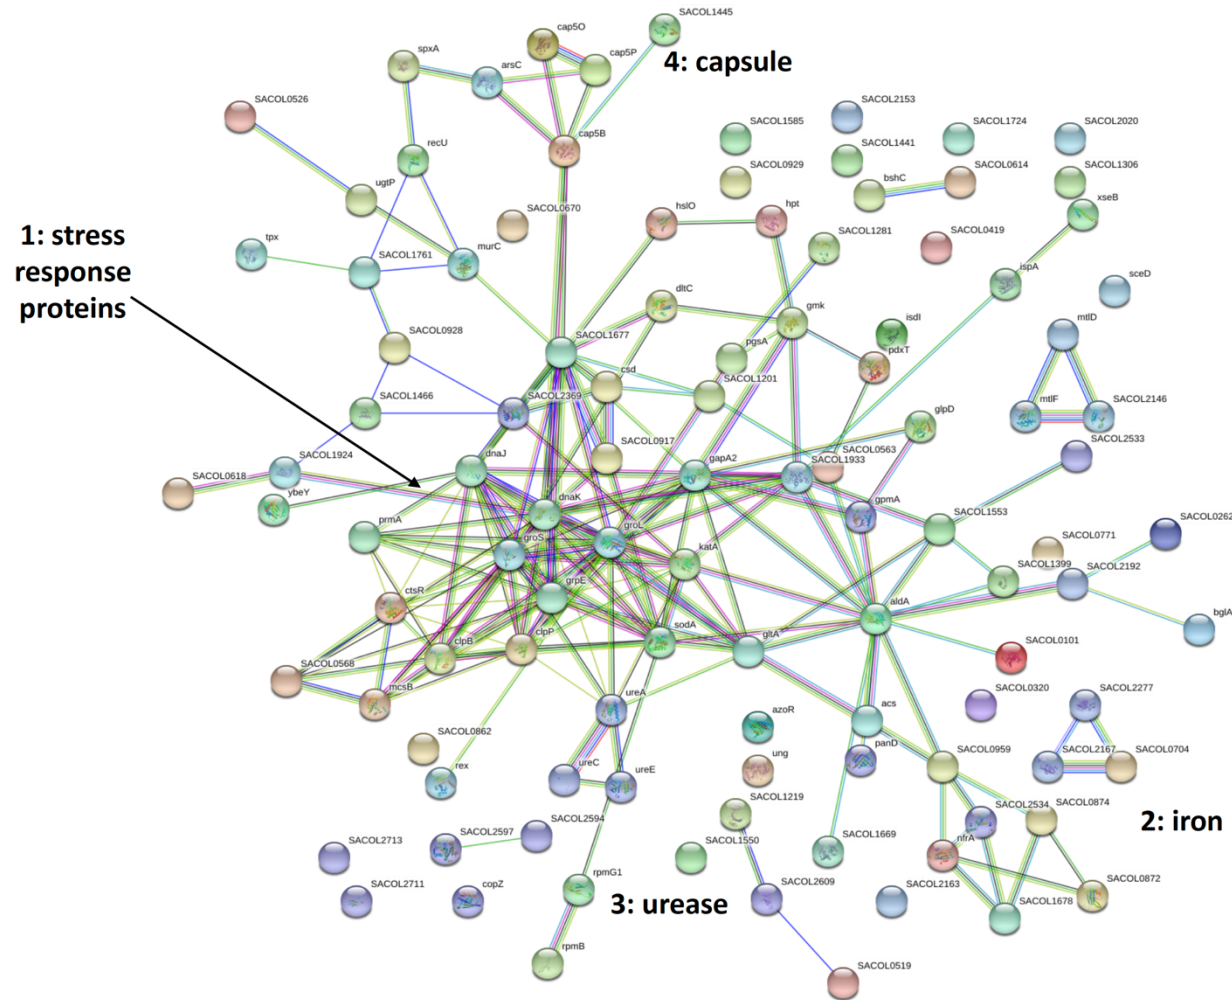 SACOL1445
cap5O
spxA
arsC
cap5P
4: capsule
SACOL0526
SACOL2153
SACOL1585
SACOL1724
SACOL2020
cap5B
recU
SACOL1441
SACOL0929
bshC
SACOL0614
SACOL1306
ugtP
SACOL0670
hslO
hpt
xseB
1: stress
response
proteins
tpx
SACOL1761
murC
SACOL1281
SACOL0419
ispA
sceD
dltC
gmk
SACOL0928
SACOL1677
isdI
mtlD
pgsA
pdxT
csd
SACOL1466
SACOL2369
SACOL1201
mtlF
SACOL2146
glpD
SACOL0917
SACOL2533
SACOL1924
dnaJ
gapA2
SACOL1933
SACOL0563
SACOL0618
ybeY
dnaK
gpmA
SACOL1553
SACOL0262
prmA
groS
groL
katA
SACOL0771
SACOL1399
SACOL2192
ctsR
grpE
aldA
bglA
clpB
clpP
sodA
gltA
SACOL0101
SACOL0568
mcsB
ureA
SACOL0320
SACOL2277
azoR
acs
SACOL0862
rex
ureC
ureE
ung
panD
SACOL0959
SACOL2167
SACOL0704
SACOL2594
SACOL2597
SACOL1219
SACOL2534
SACOL0874
2: iron
SACOL2713
SACOL1550
SACOL1669
nfrA
SACOL2711
copZ
rpmG1
3: urease
SACOL2609
SACOL2163
SACOL0872
SACOL1678
rpmB
SACOL0519